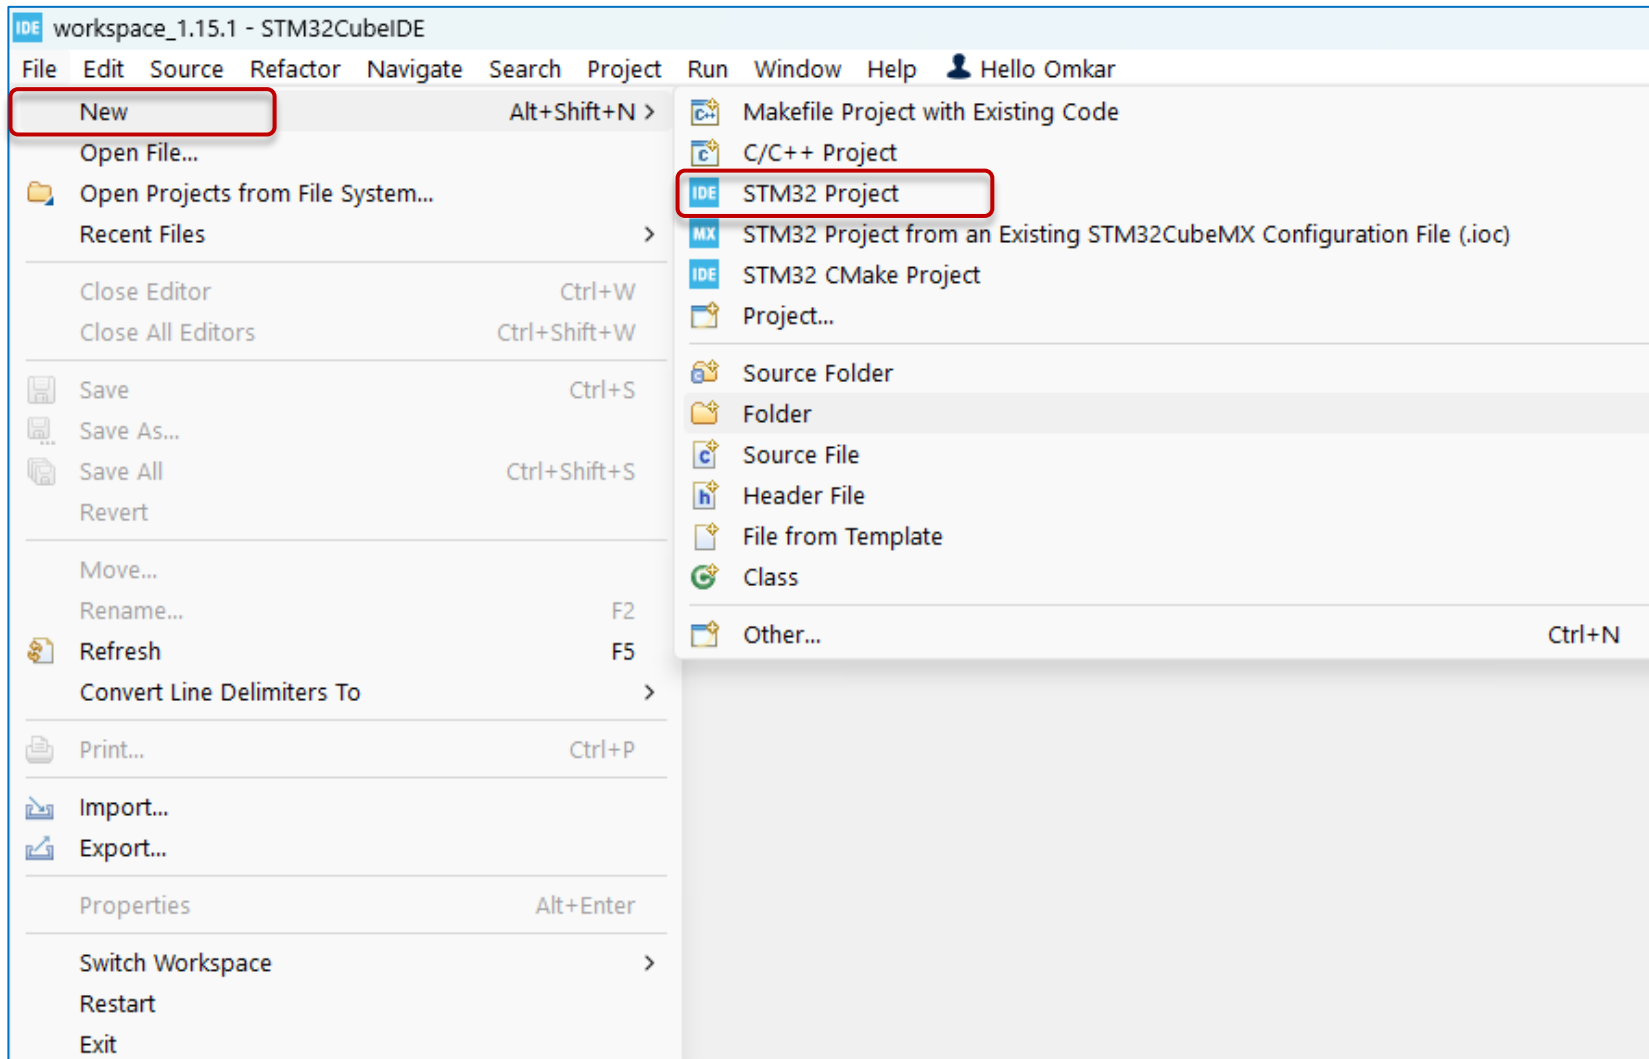 IDE workspace_1.15.1 - STM32CubeIDE
File Edit Source Refactor Navigate Search Project Run Window Help Hello Omkar
New Alt+Shift+N >
Open File...
Open Projects from File System...
Recent Files >
Close Editor Ctrl+W
Close All Editors Ctrl+Shift+W
Save Ctrl+S
Save As...
Save All Ctrl+Shift+S
Revert
Move...
Rename... F2
Refresh F5
Convert Line Delimiters To >
Print... Ctrl+P
Import...
Export...
Properties Alt+Enter
Switch Workspace >
Restart
Exit
C++ Makefile Project with Existing Code
c C/C++ Project
IDE STM32 Project
MX STM32 Project from an Existing STM32CubeMX Configuration File (.ioc)
IDE STM32 CMake Project
Project...
c Source Folder
Folder
c Source File
h Header File
File from Template
C Class
Other... Ctrl+N